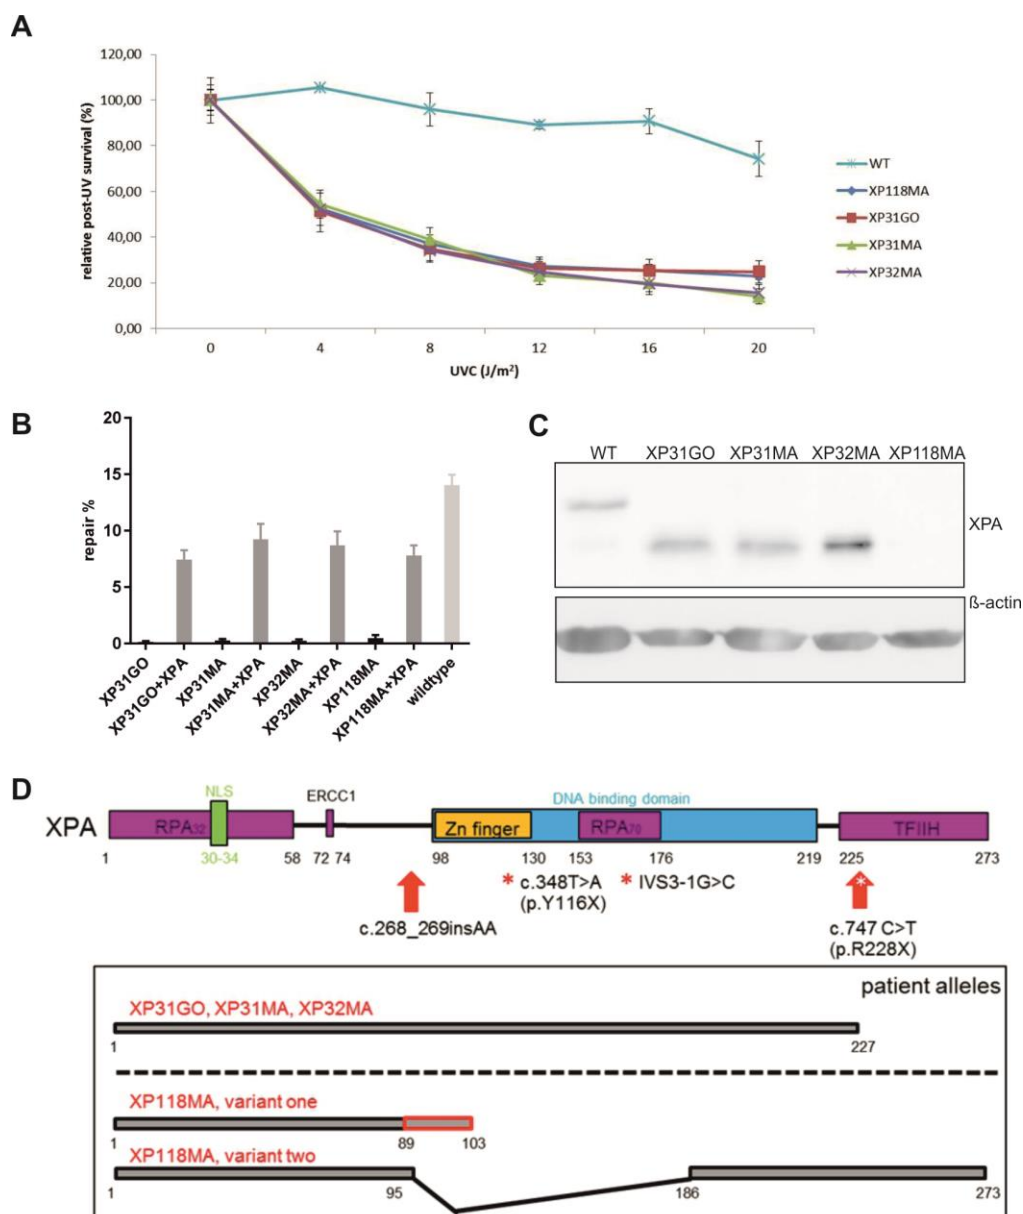 A
120,00
100,00
80,00
60,00
40,00
20,00
0,00
relative post-UV survival (%)
0 4 8 12 16 20
UVC (J/m²)
WT
XP118MA
XP31GO
XP31MA
XP32MA
B
20
15
10
5
0
repair %
XP31GO
XP31GO+XPA
XP31MA
XP31MA+XPA
XP32MA
XP32MA+XPA
XP118MA
XP118MA+XPA
wildtype
C
WT XP31GO XP31MA XP32MA XP118MA
XPA
ß-actin
D
NLS ERCC1 DNA binding domain
XPA RPA32 Zn finger RPA70 TFIIH
1 30-34 58 72 74 98 130 153 176 219 225 273
* c.348T>A * IVS3-1G>C *
(p.Y116X)
c.268_269insAA
c.747 C>T
(p.R228X)
patient alleles
XP31GO, XP31MA, XP32MA
1 227
XP118MA, variant one
1 89 103
XP118MA, variant two
1 95 186 273